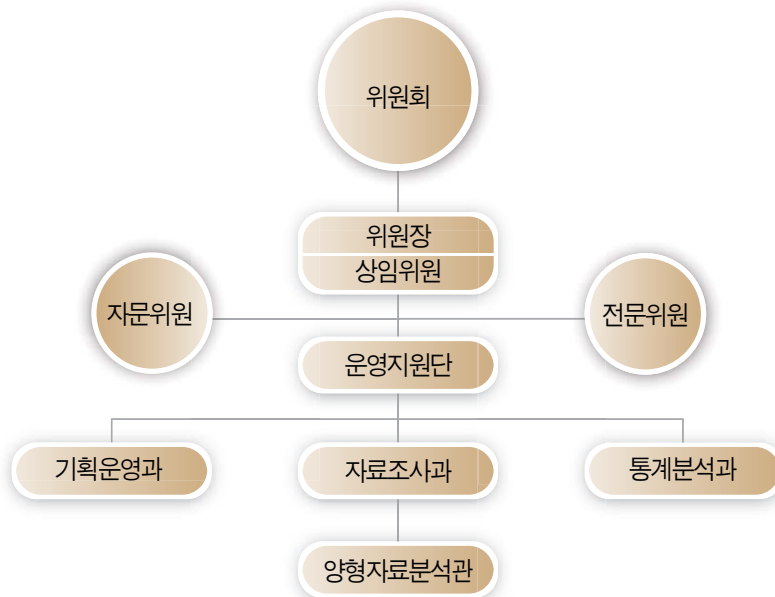 위원회
위원장
상임위원
자문위원
전문위원
운영지원단
기획운영과
자료조사과
통계분석과
양형자료분석관